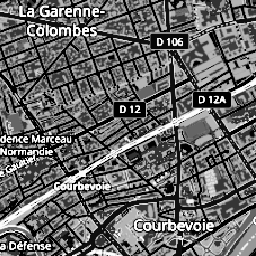 La Garenne-
Colombes
D 106
D 12A
D 12
dence Marceau
Normandie
Courbevoie
Courbevoie
a Défense